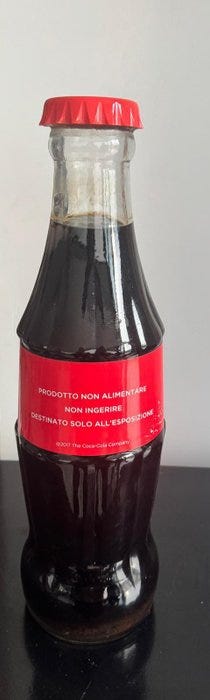 PRODOTTO NON ALIMENTARE
NON INGERIRE
DESTINATO SOLO ALL'ESPOSIZIONE
©2017 The Coca-Cola Company